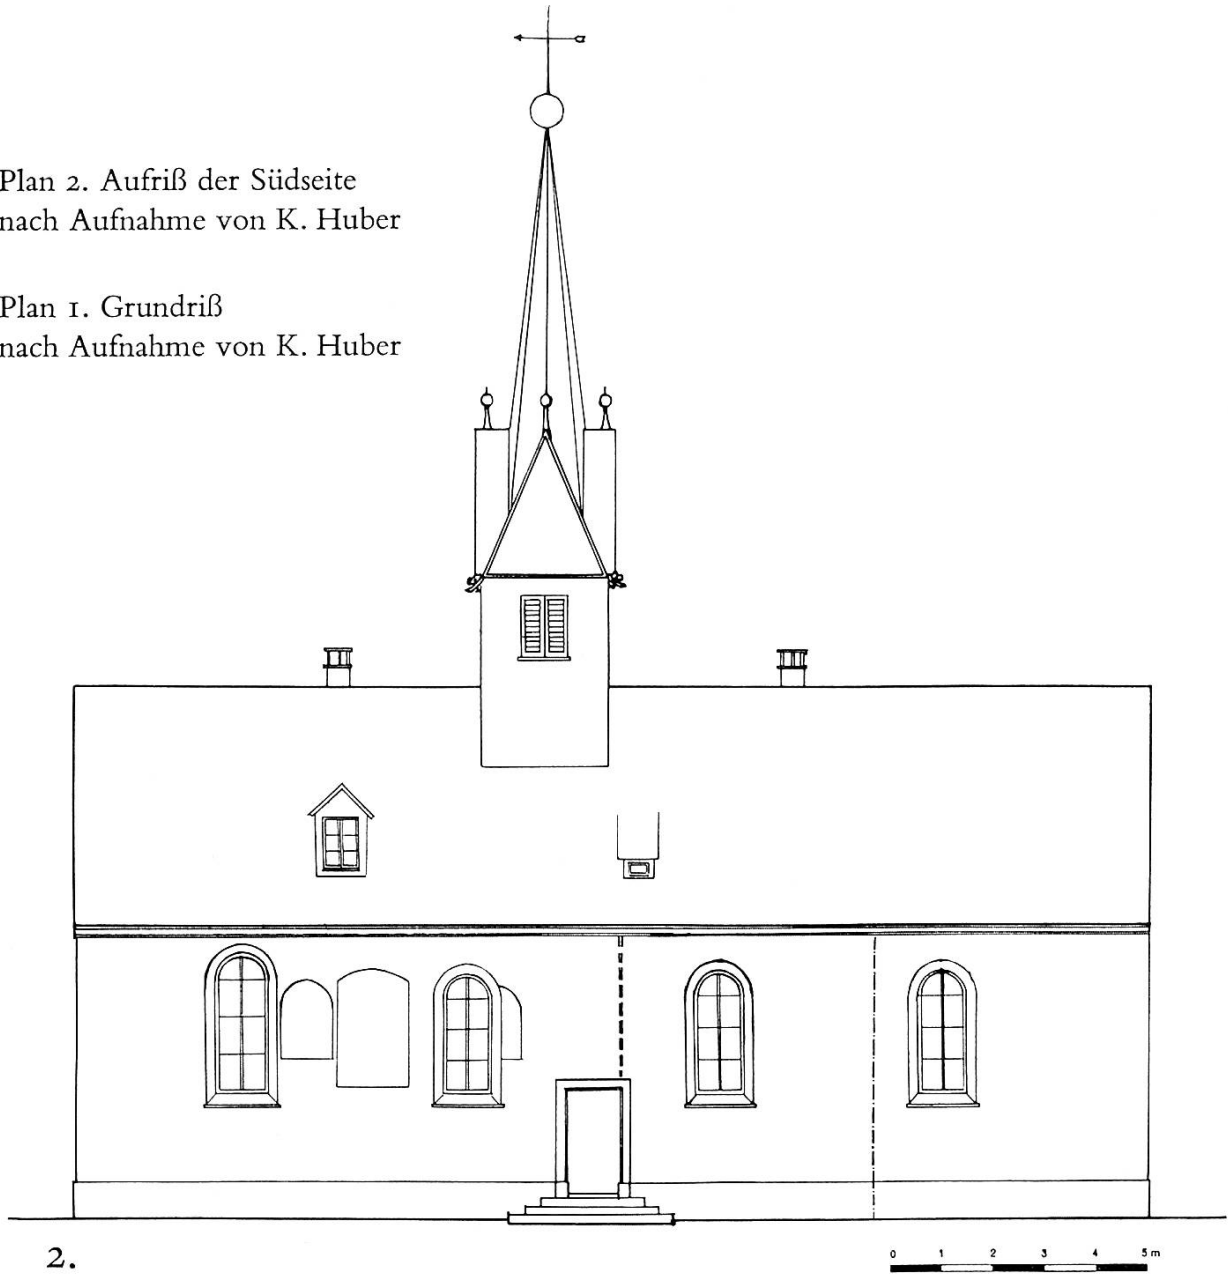 Plan 2. Aufriß der Südseite
nach Aufnahme von K. Huber
Plan 1. Grundriß
nach Aufnahme von K. Huber
2.
0 1 2 3 4 5 m